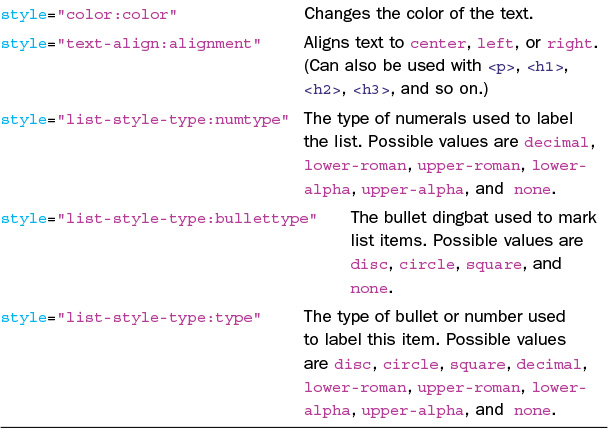 style="color:color" Changes the color of the text.
style="text-align:alignment" Aligns text to center, left, or right.
(Can also be used with <p>, <h1>,
<h2>, <h3>, and so on.)
style="list-style-type:numtype" The type of numerals used to label
the list. Possible values are decimal,
lower-roman, upper-roman, lower-
alpha, upper-alpha, and none.
style="list-style-type:bullettype" The bullet dingbat used to mark
list items. Possible values are
disc, circle, square, and
none.
style="list-style-type:type" The type of bullet or number used
to label this item. Possible values
are disc, circle, square, decimal,
lower-roman, upper-roman, lower-
alpha, upper-alpha, and none.